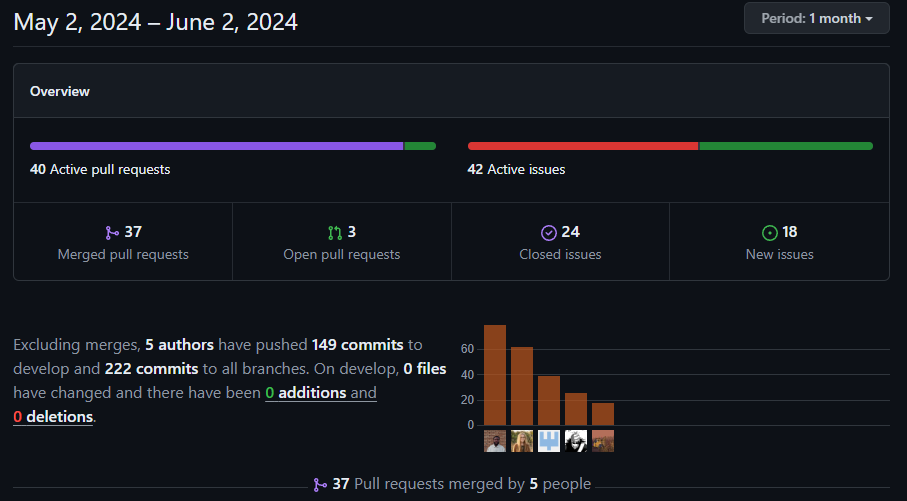 May 2, 2024 – June 2, 2024
Period: 1 month
Overview
40 Active pull requests
42 Active issues
37
Merged pull requests
3
Open pull requests
24
Closed issues
18
New issues
Excluding merges, 5 authors have pushed 149 commits to
develop and 222 commits to all branches. On develop, 0 files
have changed and there have been 0 additions and
0 deletions.
60
40
20
0
37 Pull requests merged by 5 people